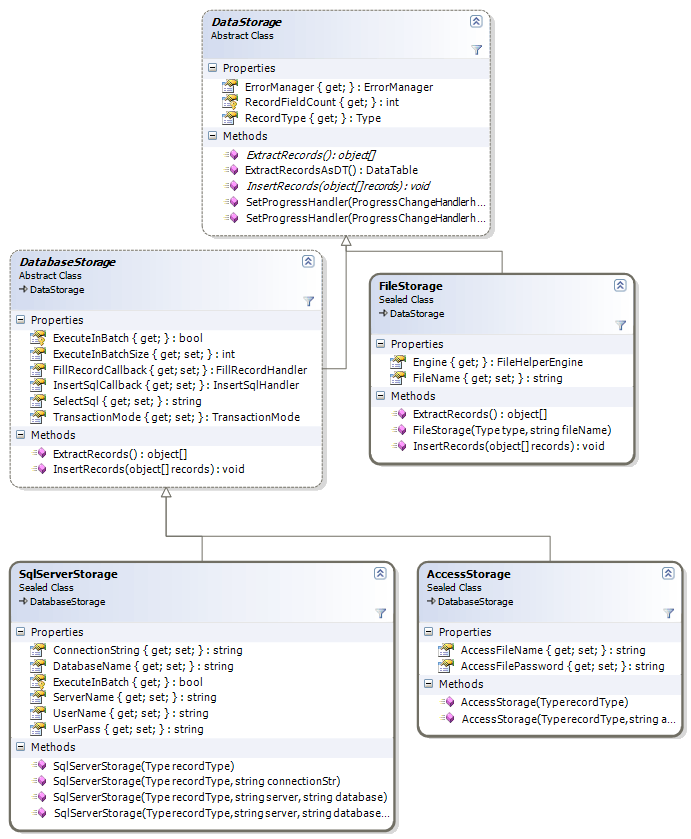 DataStorage
Abstract Class
Properties
ErrorManager { get; } : ErrorManager
RecordFieldCount { get; } : int
RecordType { get; } : Type
Methods
ExtractRecords() : object[]
ExtractRecordsAsDT() : DataTable
InsertRecords(object[] records) : void
SetProgressHandler(ProgressChangeHandler h...
SetProgressHandler(ProgressChangeHandler h...
DatabaseStorage
Abstract Class
DataStorage
Properties
ExecuteInBatch { get; } : bool
ExecuteInBatchSize { get; set; } : int
FillRecordCallback { get; set; } : FillRecordHandler
InsertSqlCallback { get; set; } : InsertSqlHandler
SelectSql { get; set; } : string
TransactionMode { get; set; } : TransactionMode
Methods
ExtractRecords() : object[]
InsertRecords(object[] records) : void
FileStorage
Sealed Class
DataStorage
Properties
Engine { get; } : FileHelperEngine
FileName { get; set; } : string
Methods
ExtractRecords() : object[]
FileStorage(Type type, string fileName)
InsertRecords(object[] records) : void
SqlServerStorage
Sealed Class
DatabaseStorage
Properties
ConnectionString { get; set; } : string
DatabaseName { get; set; } : string
ExecuteInBatch { get; } : bool
ServerName { get; set; } : string
UserName { get; set; } : string
UserPass { get; set; } : string
Methods
SqlServerStorage(Type recordType)
SqlServerStorage(Type recordType, string connectionStr)
SqlServerStorage(Type recordType, string server, string database)
SqlServerStorage(Type recordType, string server, string database...
AccessStorage
Sealed Class
DatabaseStorage
Properties
AccessFileName { get; set; } : string
AccessFilePassword { get; set; } : string
Methods
AccessStorage(Type recordType)
AccessStorage(Type recordType, string a...